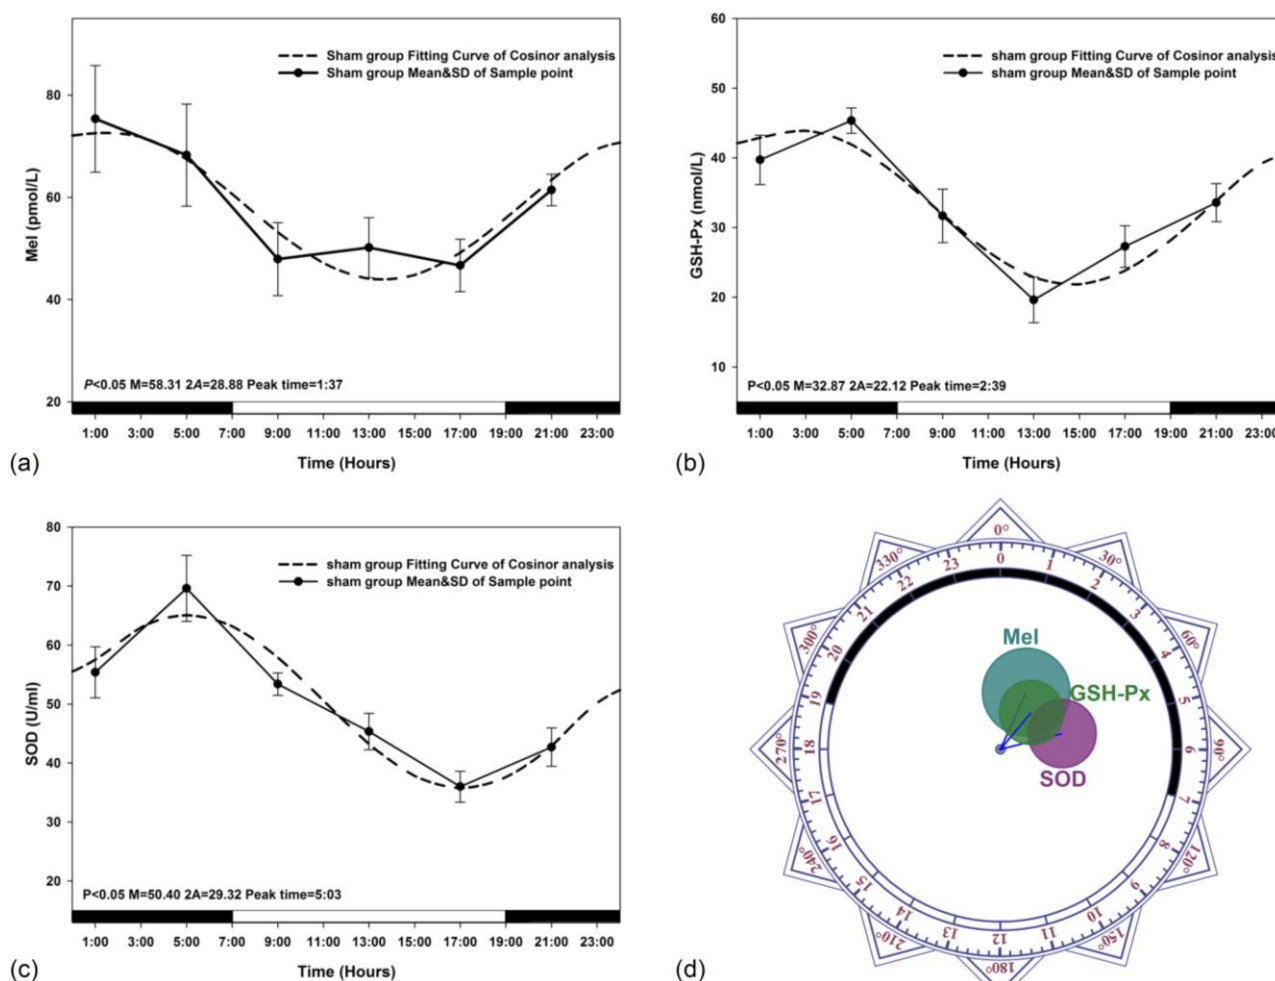 Sham group Fitting Curve of Cosinor analysis
Sham group Mean&SD of Sample point
Mel (pmol/L)
80
60
40
20
P<0.05 M=58.31 2A=28.88 Peak time=1:37
1:00 3:00 5:00 7:00 9:00 11:00 13:00 15:00 17:00 19:00 21:00 23:00
Time (Hours)
(a)
sham group Fitting Curve of Cosinor analysis
sham group Mean&SD of Sample point
GSH-Px (nmol/L)
60
50
40
30
20
10
P<0.05 M=32.87 2A=22.12 Peak time=2:39
1:00 3:00 5:00 7:00 9:00 11:00 13:00 15:00 17:00 19:00 21:00 23:00
Time (Hours)
(b)
sham group Fitting Curve of Cosinor analysis
sham group Mean&SD of Sample point
SOD (U/ml)
80
70
60
50
40
30
20
P<0.05 M=50.40 2A=29.32 Peak time=5:03
1:00 3:00 5:00 7:00 9:00 11:00 13:00 15:00 17:00 19:00 21:00 23:00
Time (Hours)
(c)
0°
30°
60°
90°
120°
150°
180°
210°
240°
270°
300°
330°
0
1
2
3
4
5
6
7
8
9
10
11
12
13
14
15
16
17
18
19
20
21
22
23
Mel
GSH-Px
SOD
(d)